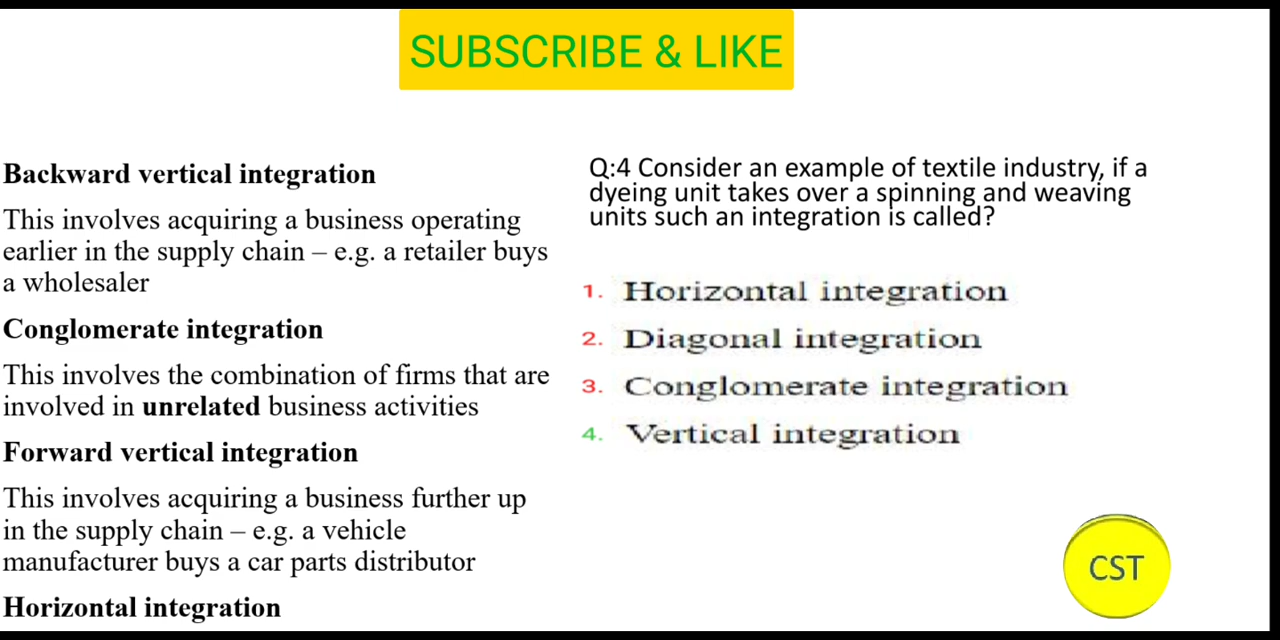 SUBSCRIBE & LIKE
Backward vertical integration
This involves acquiring a business operating
earlier in the supply chain – e.g. a retailer buys
a wholesaler
Conglomerate integration
This involves the combination of firms that are
involved in unrelated business activities
Forward vertical integration
This involves acquiring a business further up
in the supply chain – e.g. a vehicle
manufacturer buys a car parts distributor
Horizontal integration
Q:4 Consider an example of textile industry, if a
dyeing unit takes over a spinning and weaving
units such an integration is called?
1. Horizontal integration
2. Diagonal integration
3. Conglomerate integration
4. Vertical integration
CST